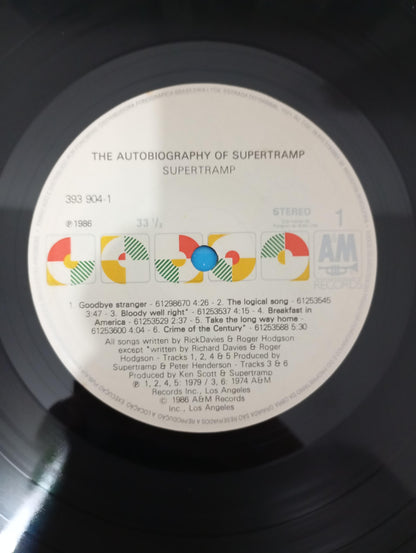 THE AUTOBIOGRAPHY OF SUPERTRAMP
SUPERTRAMP
393 904-1
℗ 1986
33 ⅓
STEREO
1
AM
RECORDS
1. Goodbye stranger - 61298670 4:26 - 2. The logical song - 61253545
3:47 - 3. Bloody well right" - 61253537 4:15 - 4. Breakfast in
America - 61253529 2:37 - 5. Take the long way home -
61253600 4:04 - 6. Crime of the Century" - 61253588 5:30
All songs written by RickDavies & Roger Hodgson
except "written by Richard Davies & Roger
Hodgson - Tracks 1, 2, 4 & 5 Produced by
Supertramp & Peter Henderson - Tracks 3 & 6
Produced by Ken Scott & Supertramp
℗ 1, 2, 4, 5: 1979 / 3, 6: 1974 A&M
Records Inc., Los Angeles
© 1986 A&M Records
Inc., Los Angeles